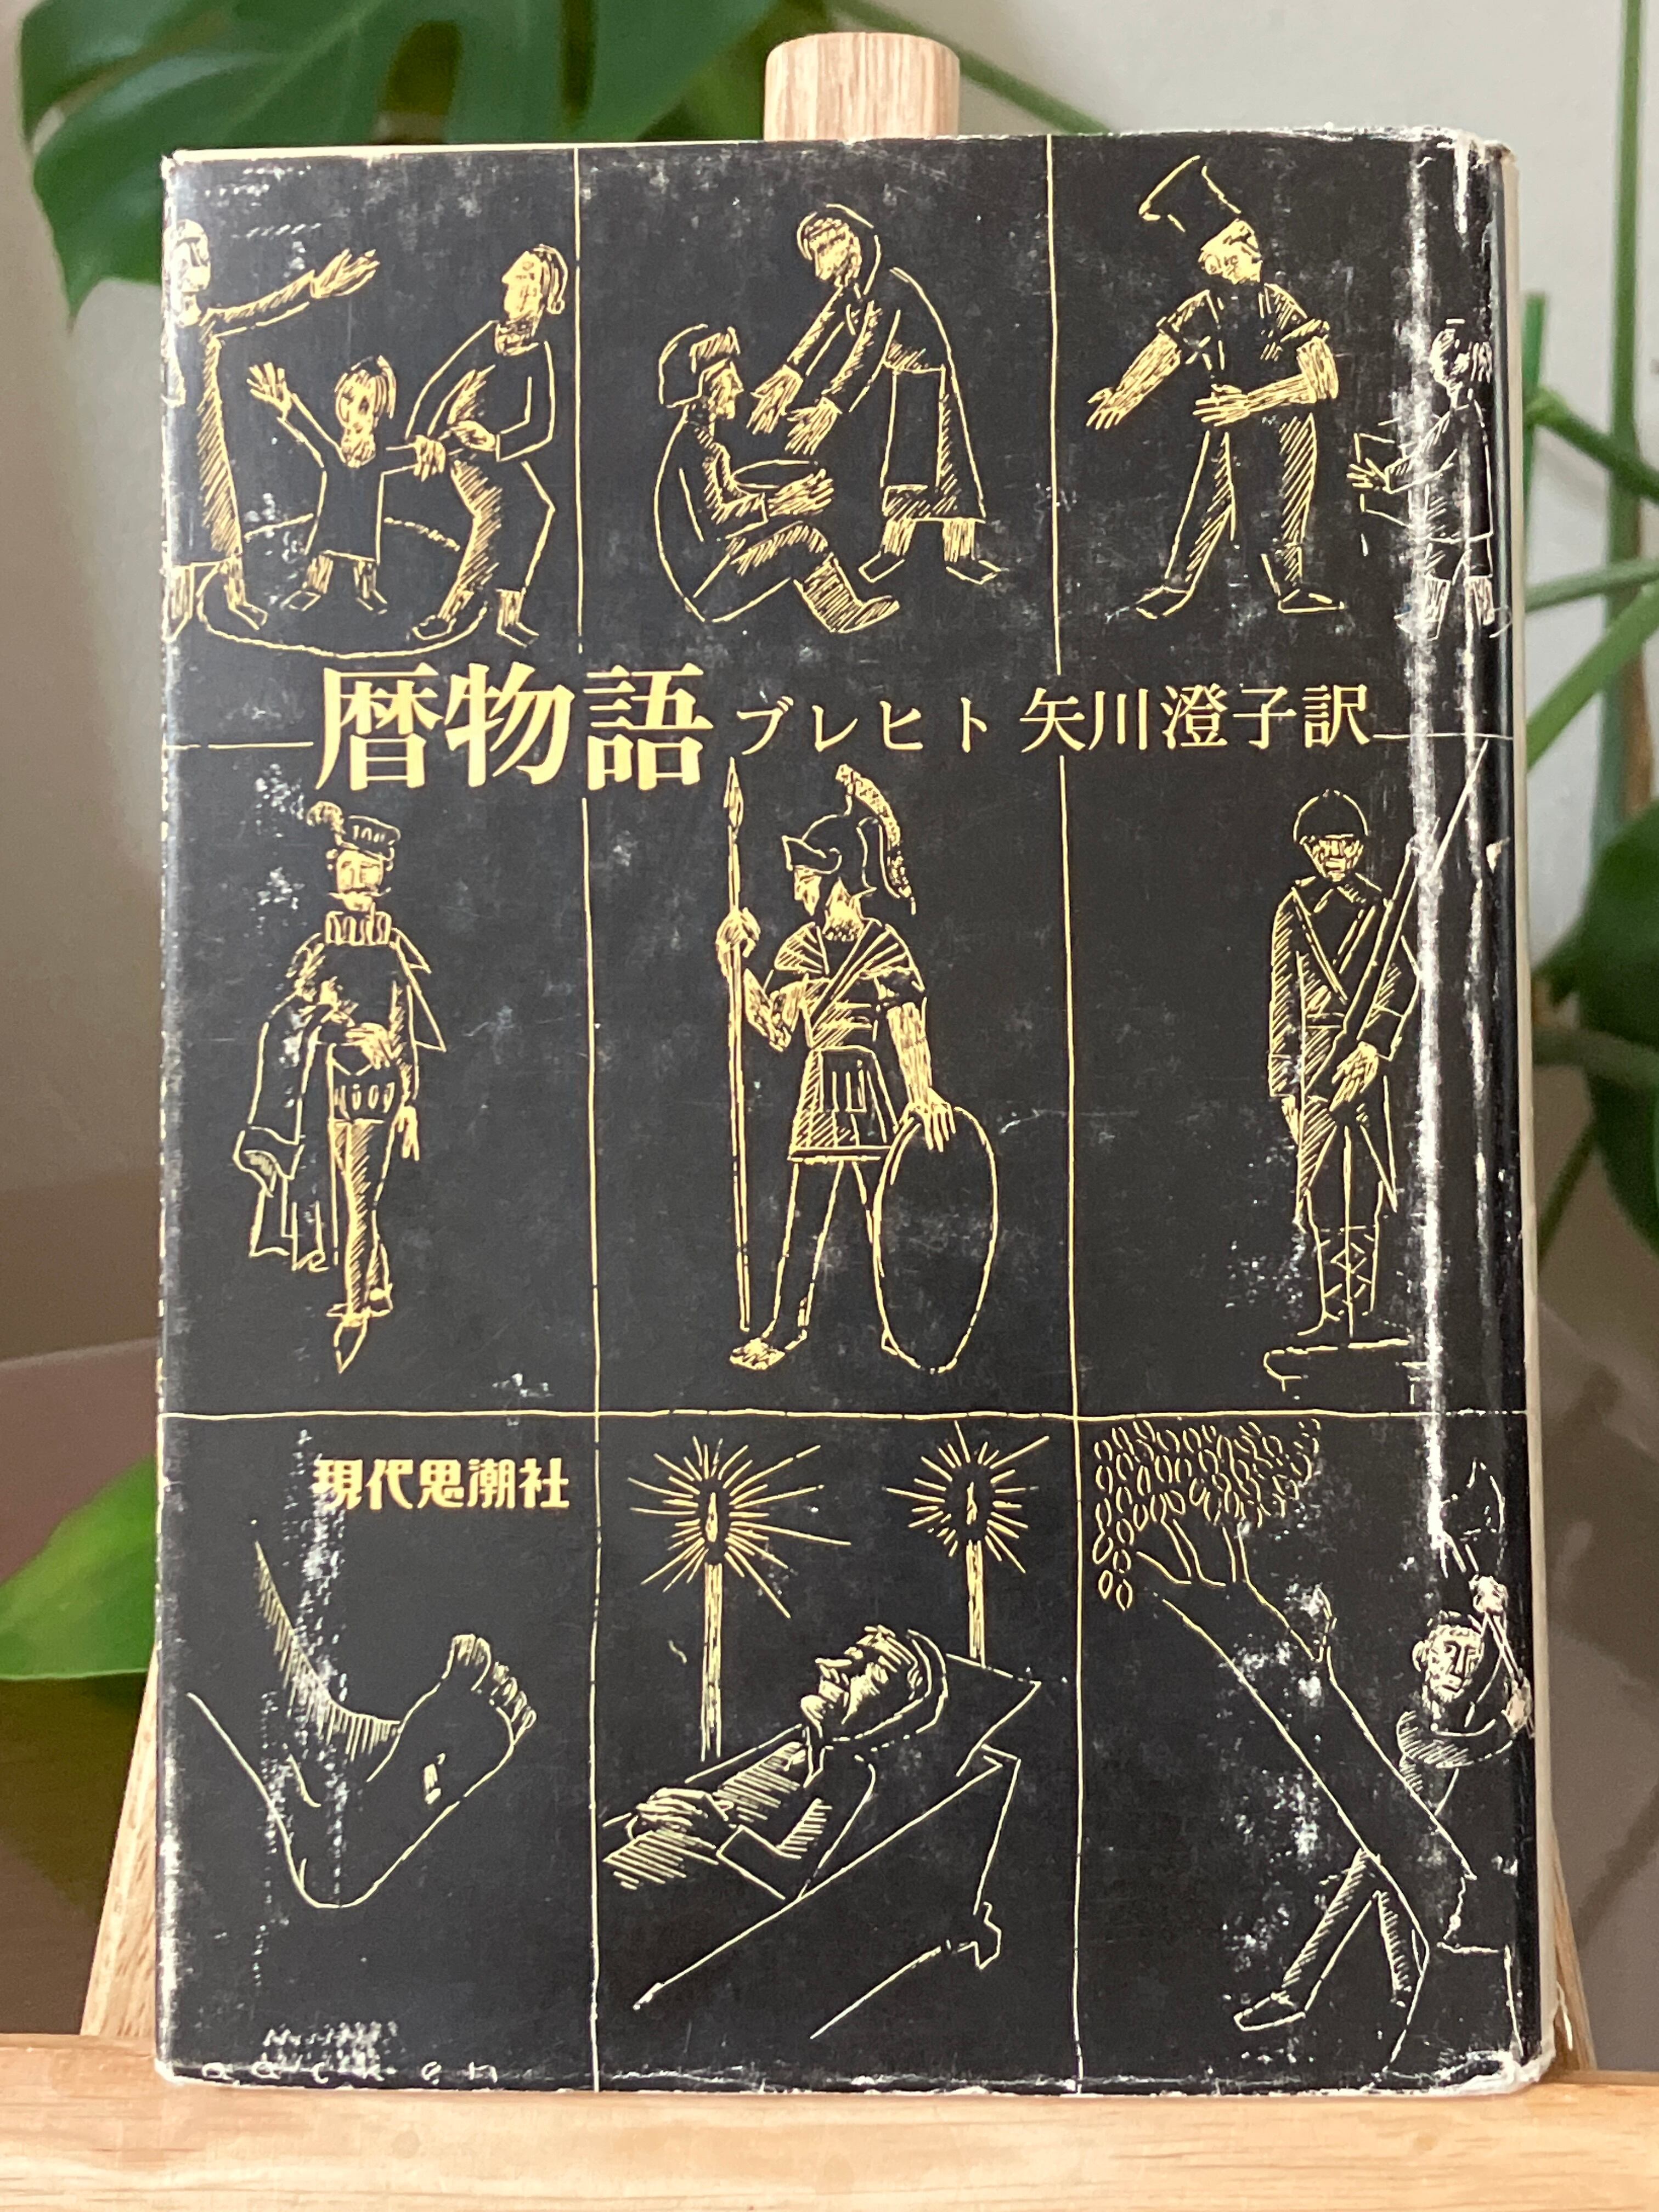 暦物語 ブレヒト 矢川澄子訳
現代思潮社